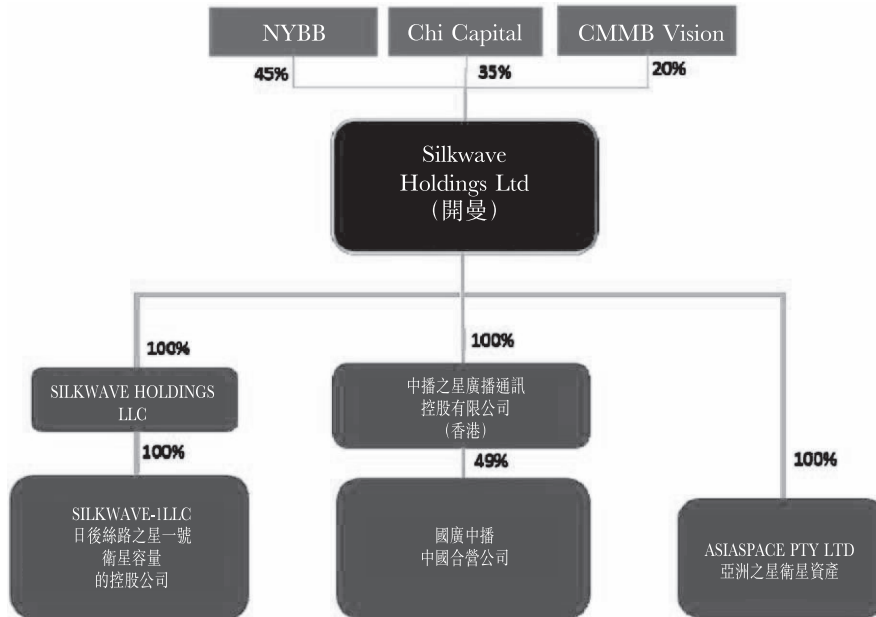 NYBB
Chi Capital
CMMB Vision
45%
35%
20%
Silkwave
Holdings Ltd
（開曼）
100%
100%
100%
SILKWAVE HOLDINGS
LLC
中播之星廣播通訊
控股有限公司
（香港）
100%
49%
SILKWAVE-1LLC
日後絲路之星一號
衛星容量
的控股公司
國廣中播
中國合營公司
ASIASPACE PTY LTD
亞洲之星衛星資產